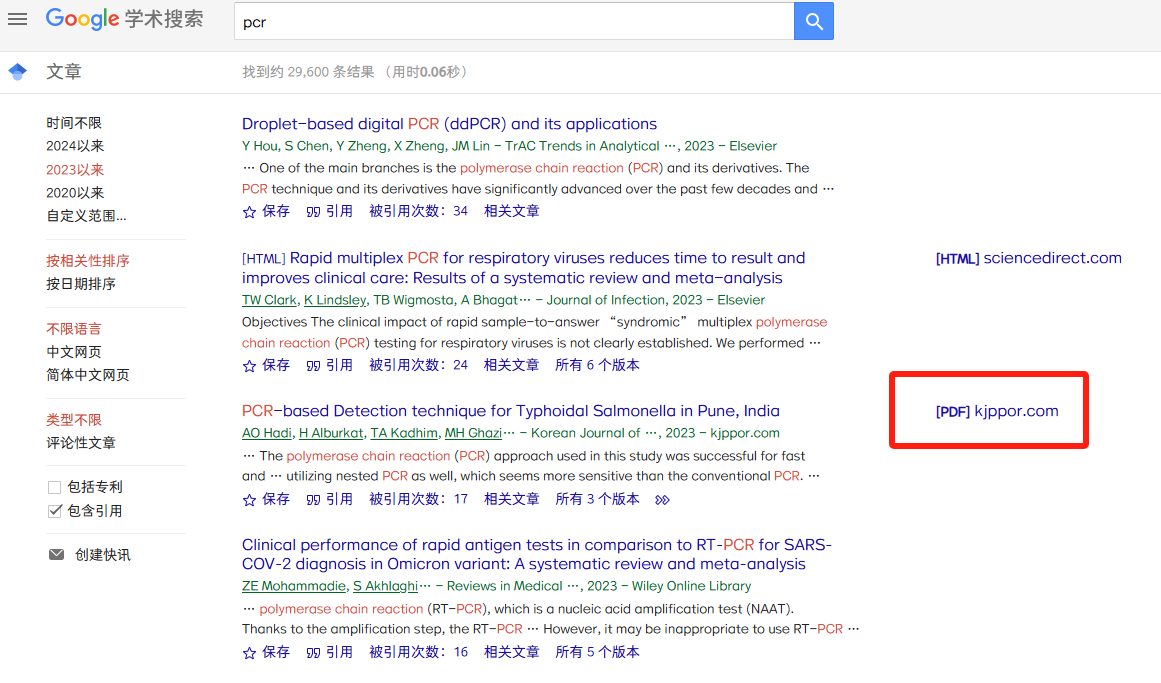 Google 学术搜索
pcr
文章
找到约 29,600 条结果 （用时0.06秒）
时间不限
2024以来
2023以来
2020以来
自定义范围...
按相关性排序
按日期排序
不限语言
中文网页
简体中文网页
类型不限
评论性文章
包括专利
包含引用
创建快讯
Droplet-based digital PCR (ddPCR) and its applications
Y Hou, S Chen, Y Zheng, X Zheng, JM Lin - TrAC Trends in Analytical …, 2023 - Elsevier
… One of the main branches is the polymerase chain reaction (PCR) and its derivatives. The
PCR technique and its derivatives have significantly advanced over the past few decades and …
保存 引用 被引用次数：34 相关文章
[HTML] Rapid multiplex PCR for respiratory viruses reduces time to result and
improves clinical care: Results of a systematic review and meta-analysis
TW Clark, K Lindsley, TB Wigmosta, A Bhagat… - Journal of Infection, 2023 - Elsevier
Objectives The clinical impact of rapid sample-to-answer “syndromic” multiplex polymerase
chain reaction (PCR) testing for respiratory viruses is not clearly established. We performed …
保存 引用 被引用次数：24 相关文章 所有 6 个版本
[HTML] sciencedirect.com
PCR-based Detection technique for Typhoidal Salmonella in Pune, India
AO Hadi, H Alburkat, TA Kadhim, MH Ghazi… - Korean Journal of …, 2023 - kjppor.com
… The polymerase chain reaction (PCR) approach used in this study was successful for fast
and … utilizing nested PCR as well, which seems more sensitive than the conventional PCR. …
保存 引用 被引用次数：17 相关文章 所有 3 个版本
[PDF] kjppor.com
Clinical performance of rapid antigen tests in comparison to RT-PCR for SARS-
COV-2 diagnosis in Omicron variant: A systematic review and meta-analysis
ZE Mohammadie, S Akhlaghi… - Reviews in Medical …, 2023 - Wiley Online Library
… polymerase chain reaction (RT-PCR), which is a nucleic acid amplification test (NAAT).
Thanks to the amplification step, the RT-PCR … However, it may be inappropriate to use RT-PCR …
保存 引用 被引用次数：16 相关文章 所有 5 个版本